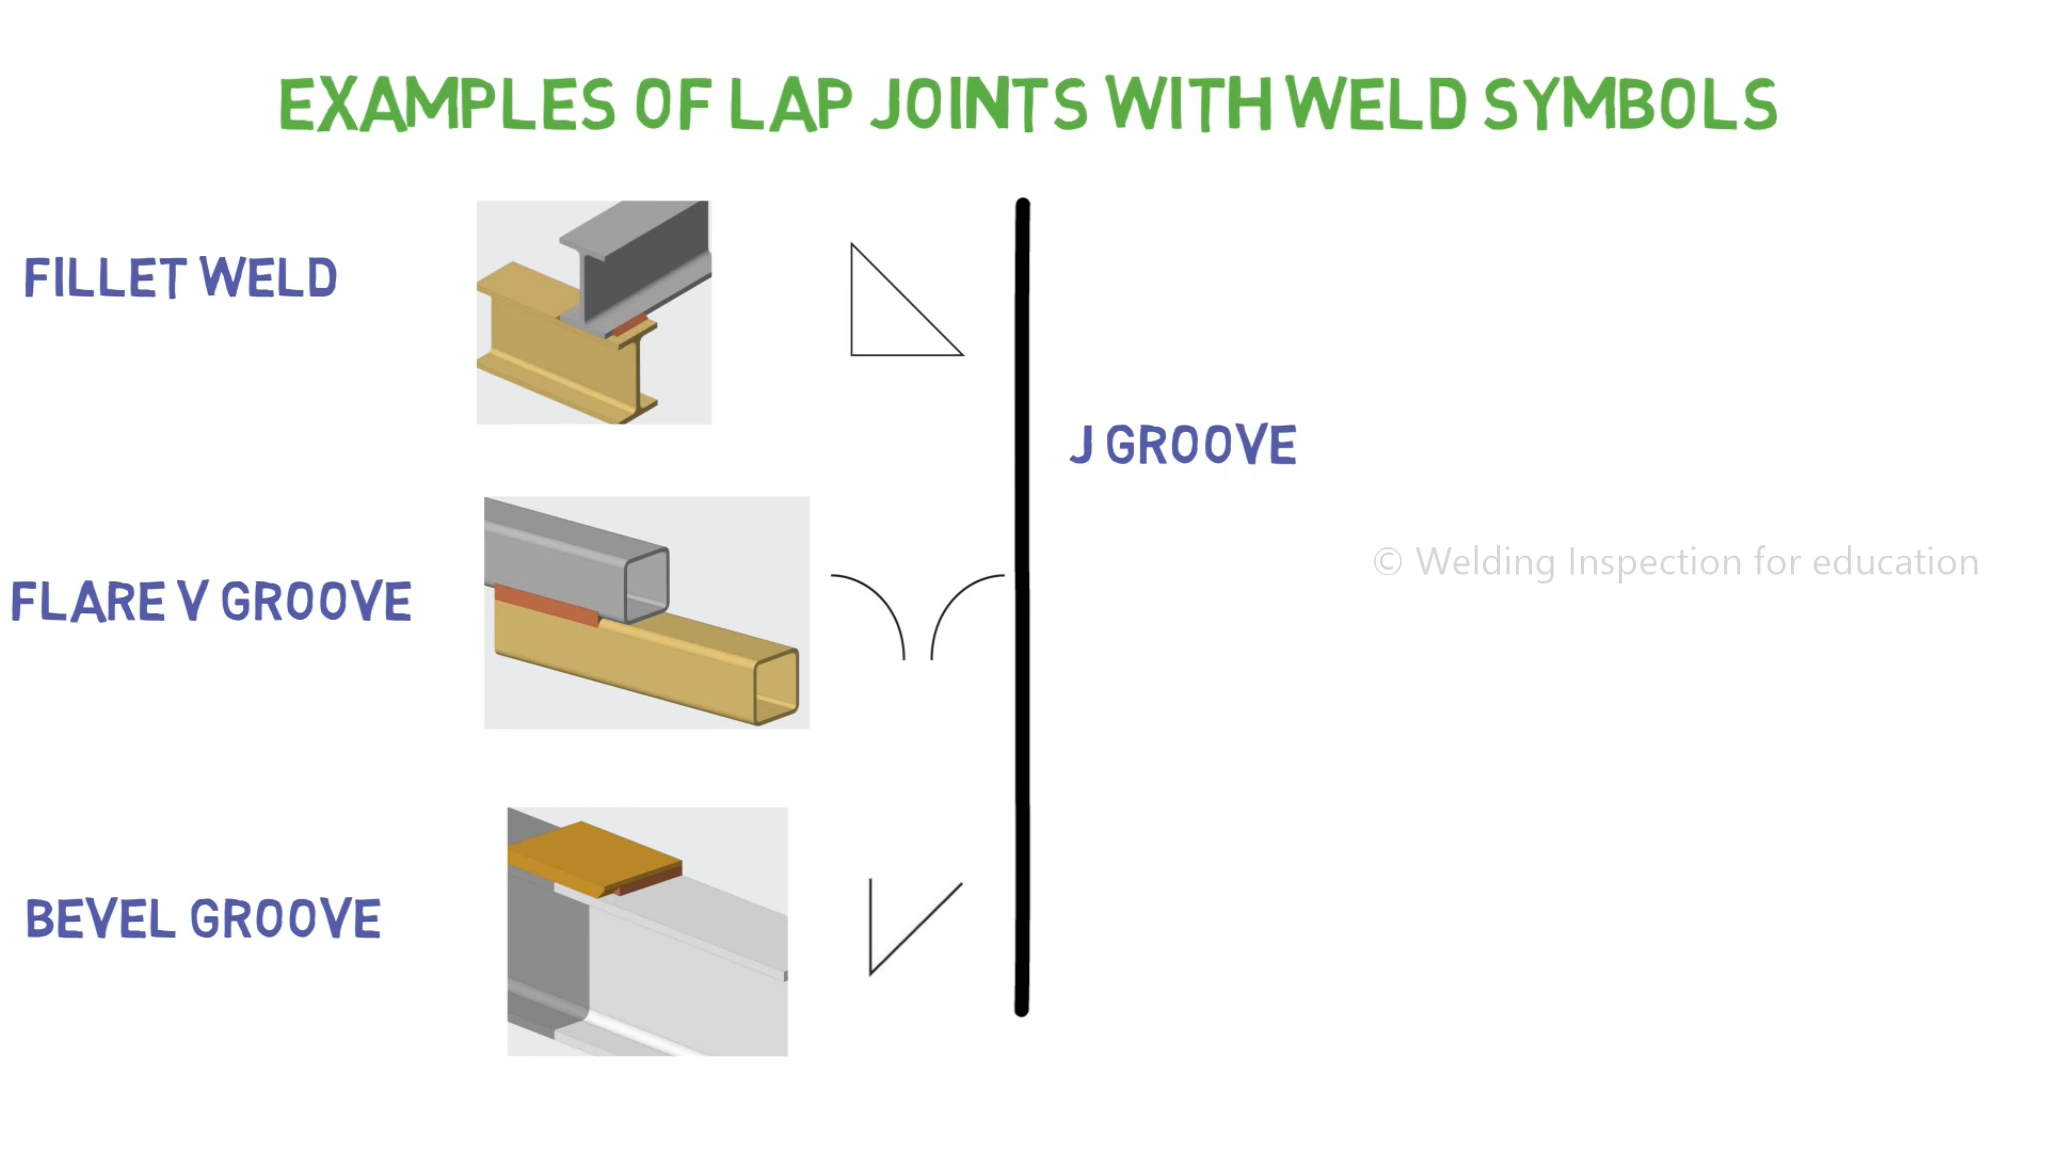 EXAMPLES OF LAP JOINTS WITH WELD SYMBOLS
FILLET WELD
FLARE V GROOVE
BEVEL GROOVE
J GROOVE
© Welding Inspection for education